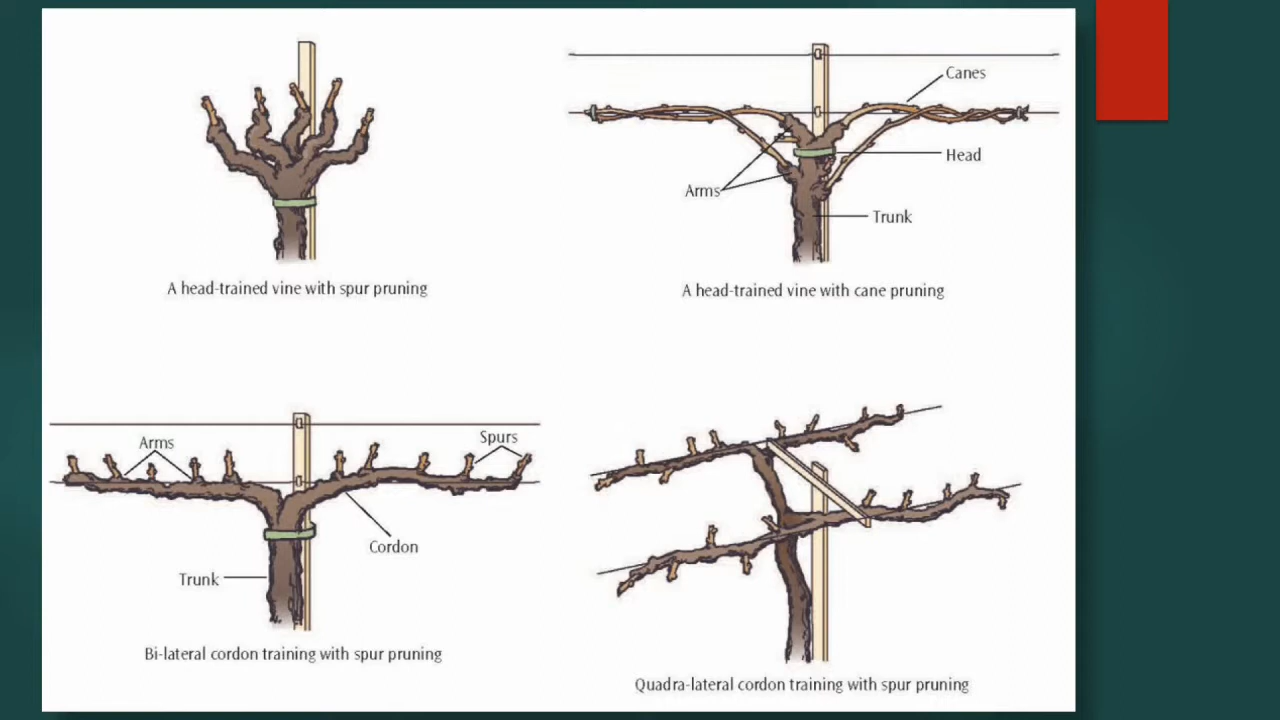 Canes
Head
Arms
Trunk
A head-trained vine with spur pruning
A head-trained vine with cane pruning
Arms
Spurs
Cordon
Trunk
Bi-lateral cordon training with spur pruning
Quadra-lateral cordon training with spur pruning